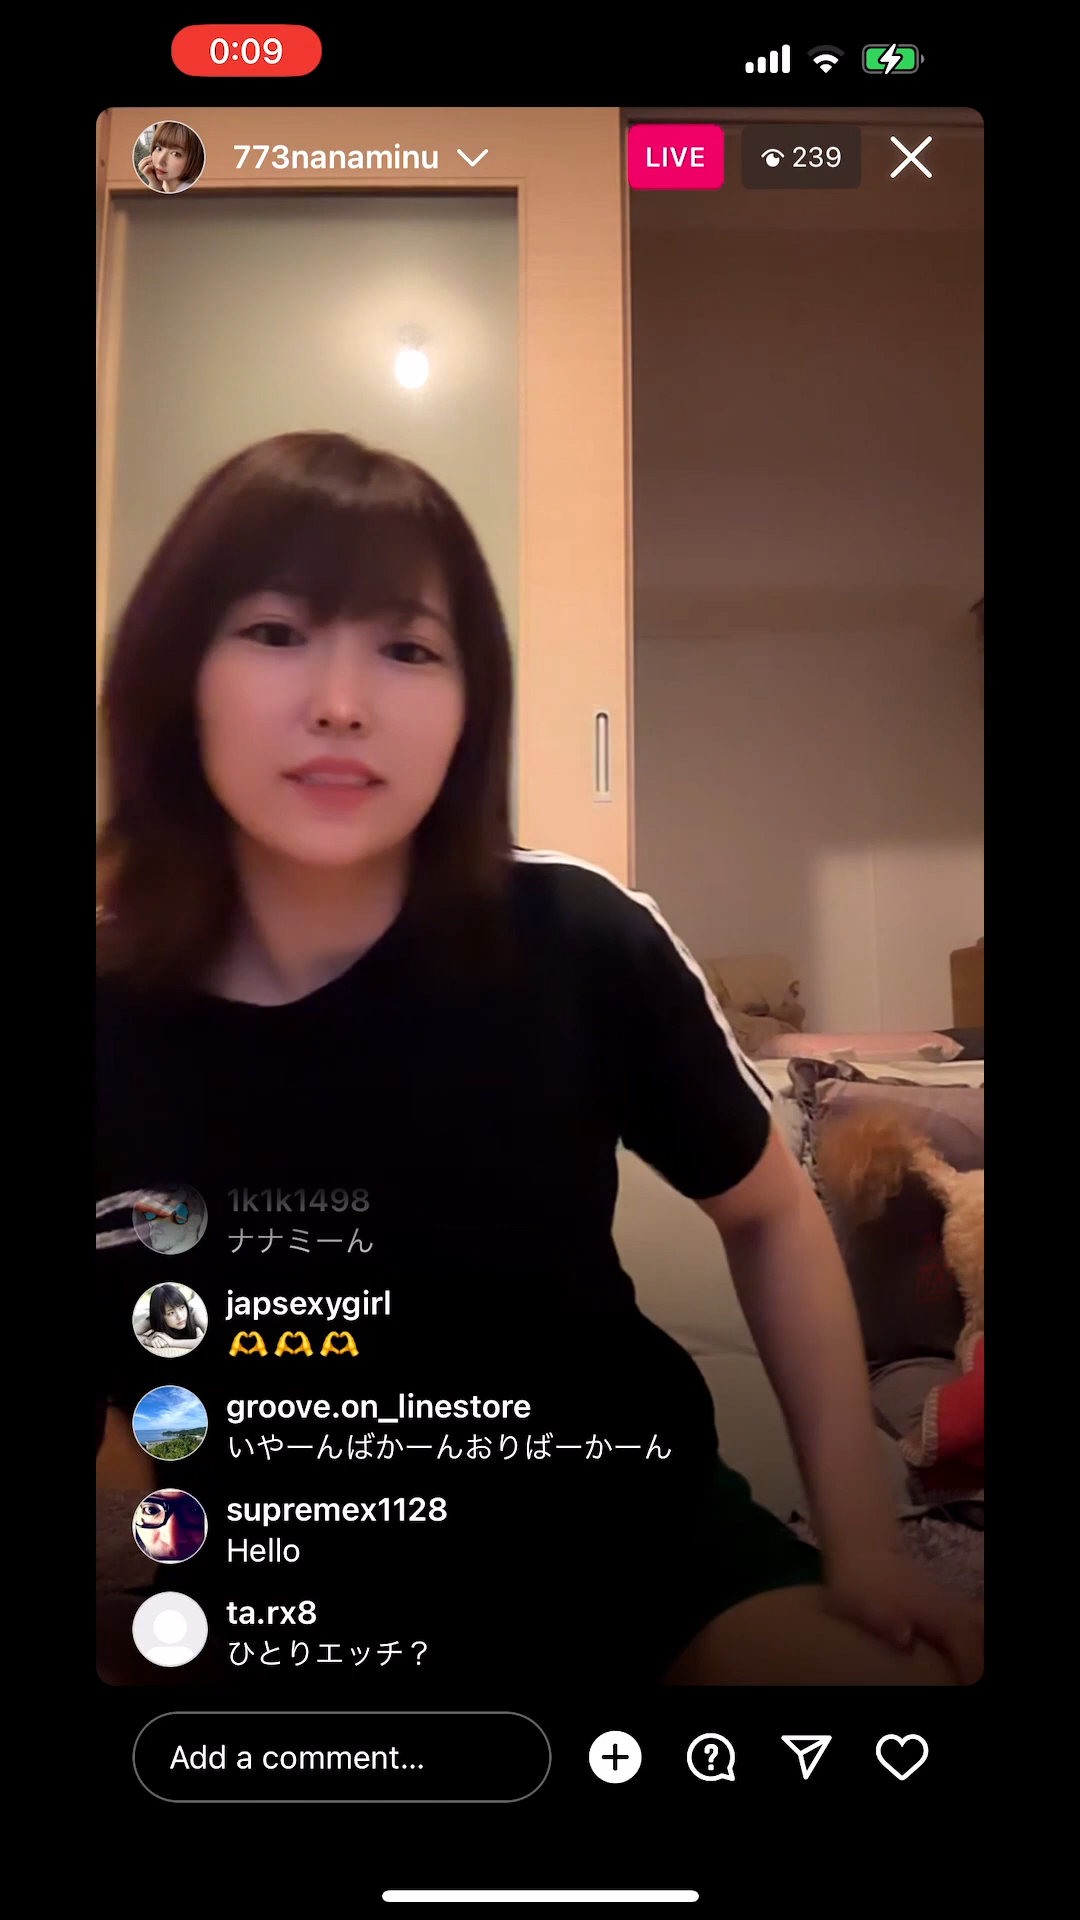 0:09
773nanaminu
LIVE
239
1k1k1498
ナナミーん
japsexygirl
🫶🫶🫶
groove.on_linestore
いやーんばかーんおりばーかーん
supremex1128
Hello
ta.rx8
ひとりエッチ？
Add a comment...